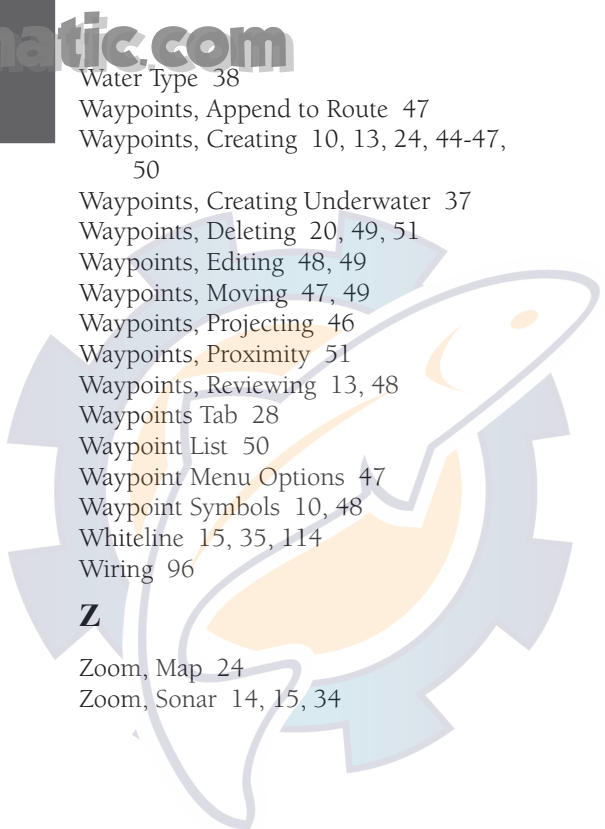 atic.com
Water Type 38
Waypoints, Append to Route 47
Waypoints, Creating 10, 13, 24, 44-47,
50
Waypoints, Creating Underwater 37
Waypoints, Deleting 20, 49, 51
Waypoints, Editing 48, 49
Waypoints, Moving 47, 49
Waypoints, Projecting 46
Waypoints, Proximity 51
Waypoints, Reviewing 13, 48
Waypoints Tab 28
Waypoint List 50
Waypoint Menu Options 47
Waypoint Symbols 10, 48
Whiteline 15, 35, 114
Wiring 96
Z
Zoom, Map 24
Zoom, Sonar 14, 15, 34